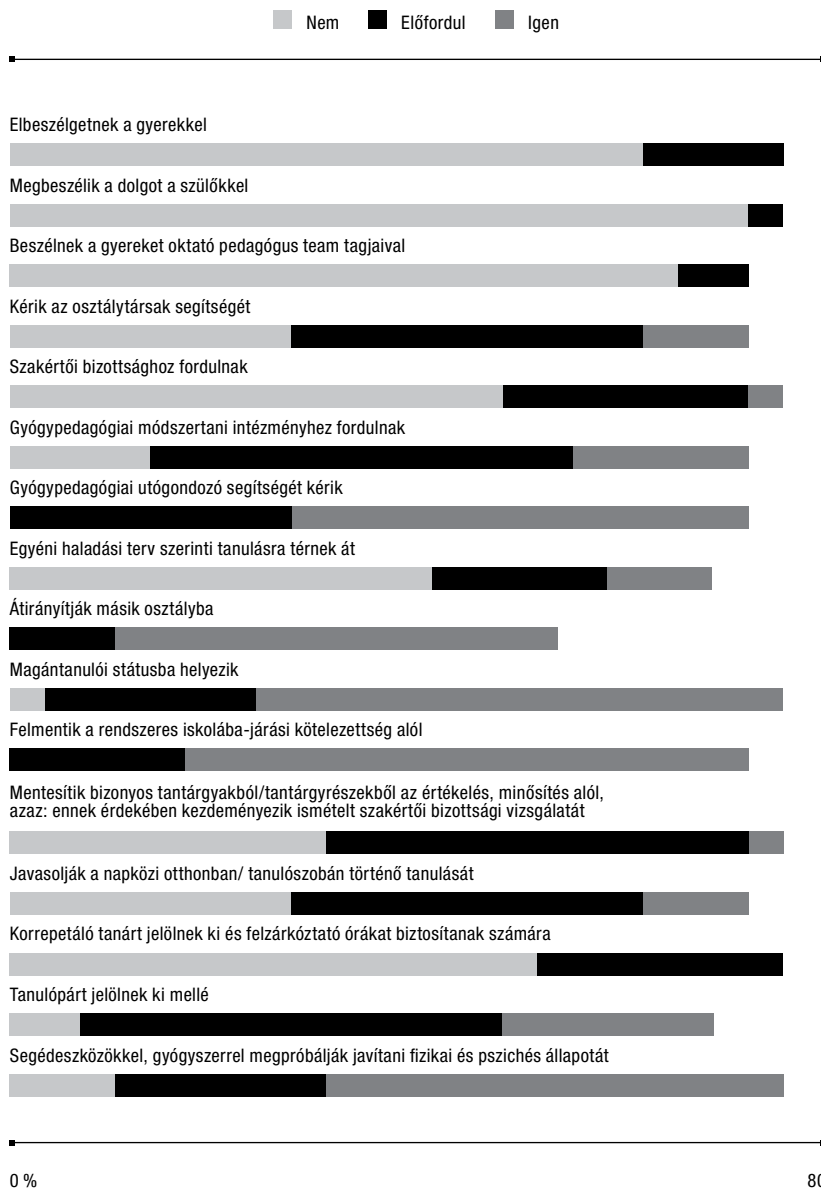 Nem Előfordul Igen
Elbeszélgetnek a gyerekkel
Megbeszélik a dolgot a szülőkkel
Beszélnek a gyereket oktató pedagógus team tagjaival
Kérik az osztálytársak segítségét
Szakértői bizottsághoz fordulnak
Gyógypedagógiai módszertani intézményhez fordulnak
Gyógypedagógiai utógondozó segítségét kérik
Egyéni haladási terv szerinti tanulásra térnek át
Átirányítják másik osztályba
Magántanulói státusba helyezik
Felmentik a rendszeres iskolába-járási kötelezettség alól
Mentesítik bizonyos tantárgyakból/tantárgyrészekből az értékelés, minősítés alól,
azaz: ennek érdekében kezdeményezik ismételt szakértői bizottsági vizsgálatát
Javasolják a napközi otthonban/ tanulószobán történő tanulását
Korrepetáló tanárt jelölnek ki és felzárkóztató órákat biztosítanak számára
Tanulópárt jelölnek ki mellé
Segédeszközökkel, gyógyszerrel megpróbálják javítani fizikai és pszichés állapotát
0 % 80